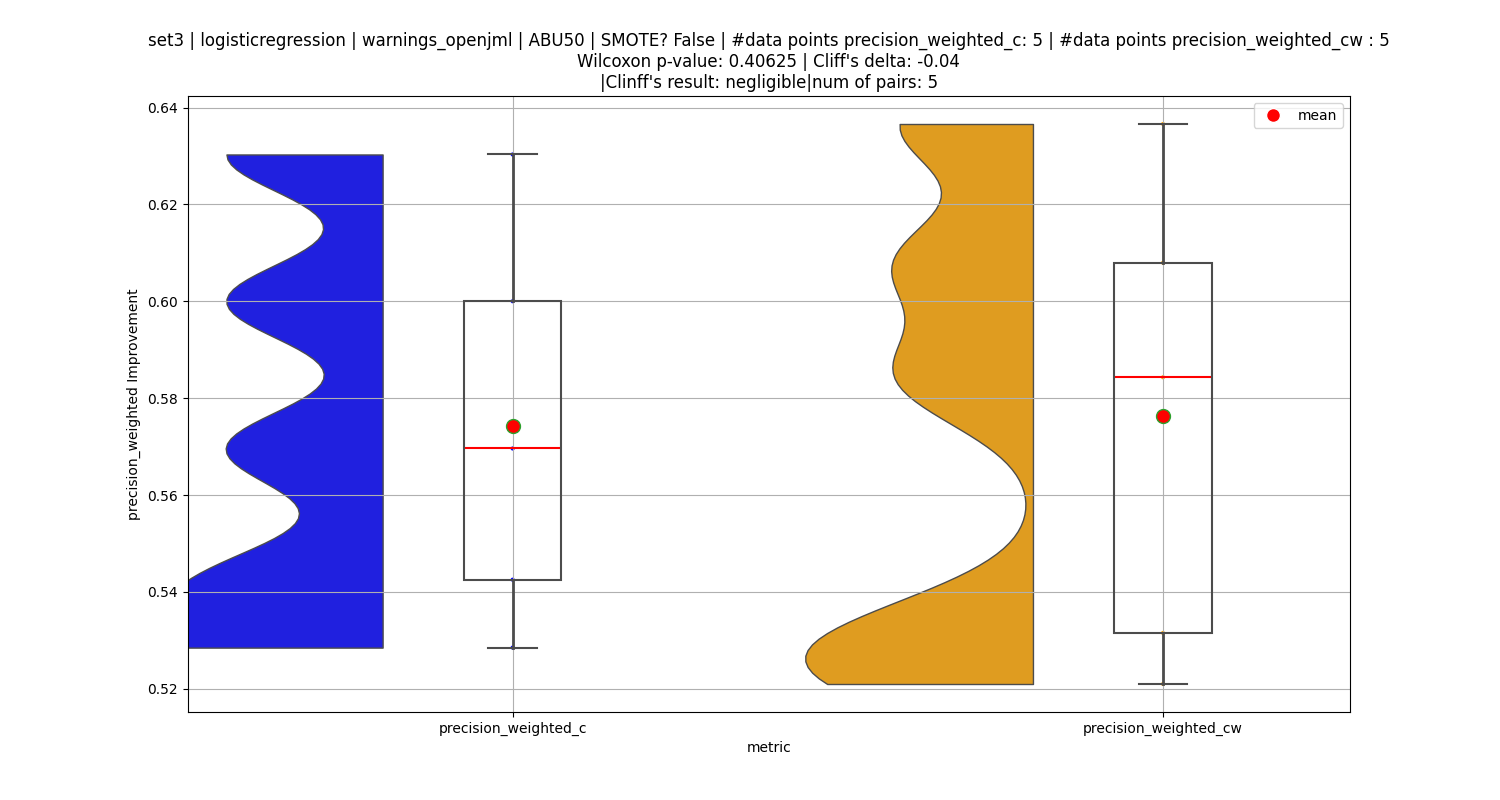 set3 | logisticregression | warnings_openjml | ABU50 | SMOTE? False | #data points precision_weighted_c: 5 | #data points precision_weighted_cw : 5
Wilcoxon p-value: 0.40625 | Cliff's delta: -0.04
|Clinff's result: negligible|num of pairs: 5
mean
0.64
0.62
0.60
0.58
0.56
0.54
0.52
precision_weighted Improvement
precision_weighted_c
precision_weighted_cw
metric